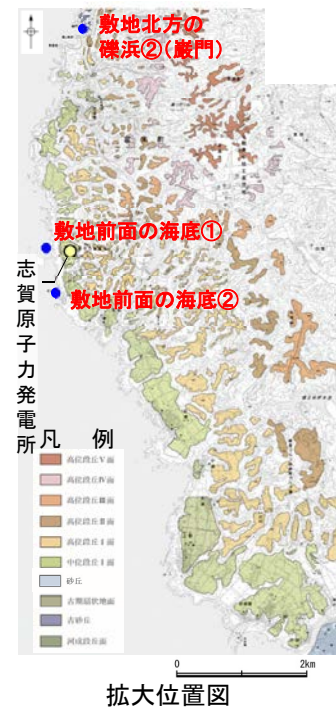 敷地北方の
礫浜②(巌門)
敷地前面の海底①
志賀原子力発電所
敷地前面の海底②
凡 例
高位段丘Ⅴ面
高位段丘Ⅳ面
高位段丘Ⅲ面
高位段丘Ⅱ面
高位段丘Ⅰ面
中位段丘Ⅰ面
砂丘
古期扇状地面
古砂丘
河成段丘面
0 2km
拡大位置図